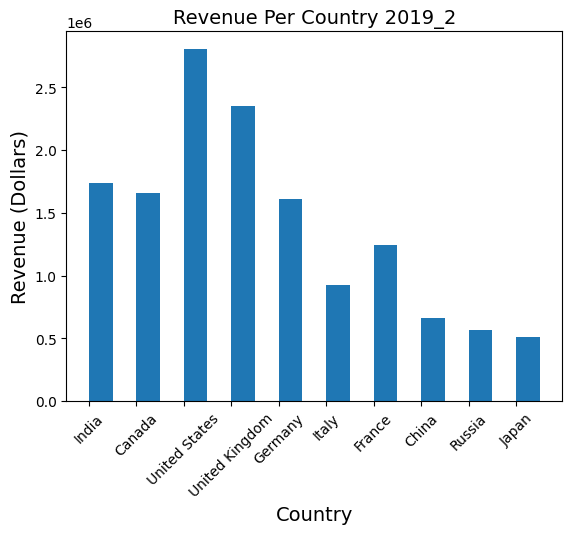 Revenue Per Country 2019_2
1e6
Revenue (Dollars)
2.5
2.0
1.5
1.0
0.5
0.0
India
Canada
United States
United Kingdom
Germany
Italy
France
China
Russia
Japan
Country